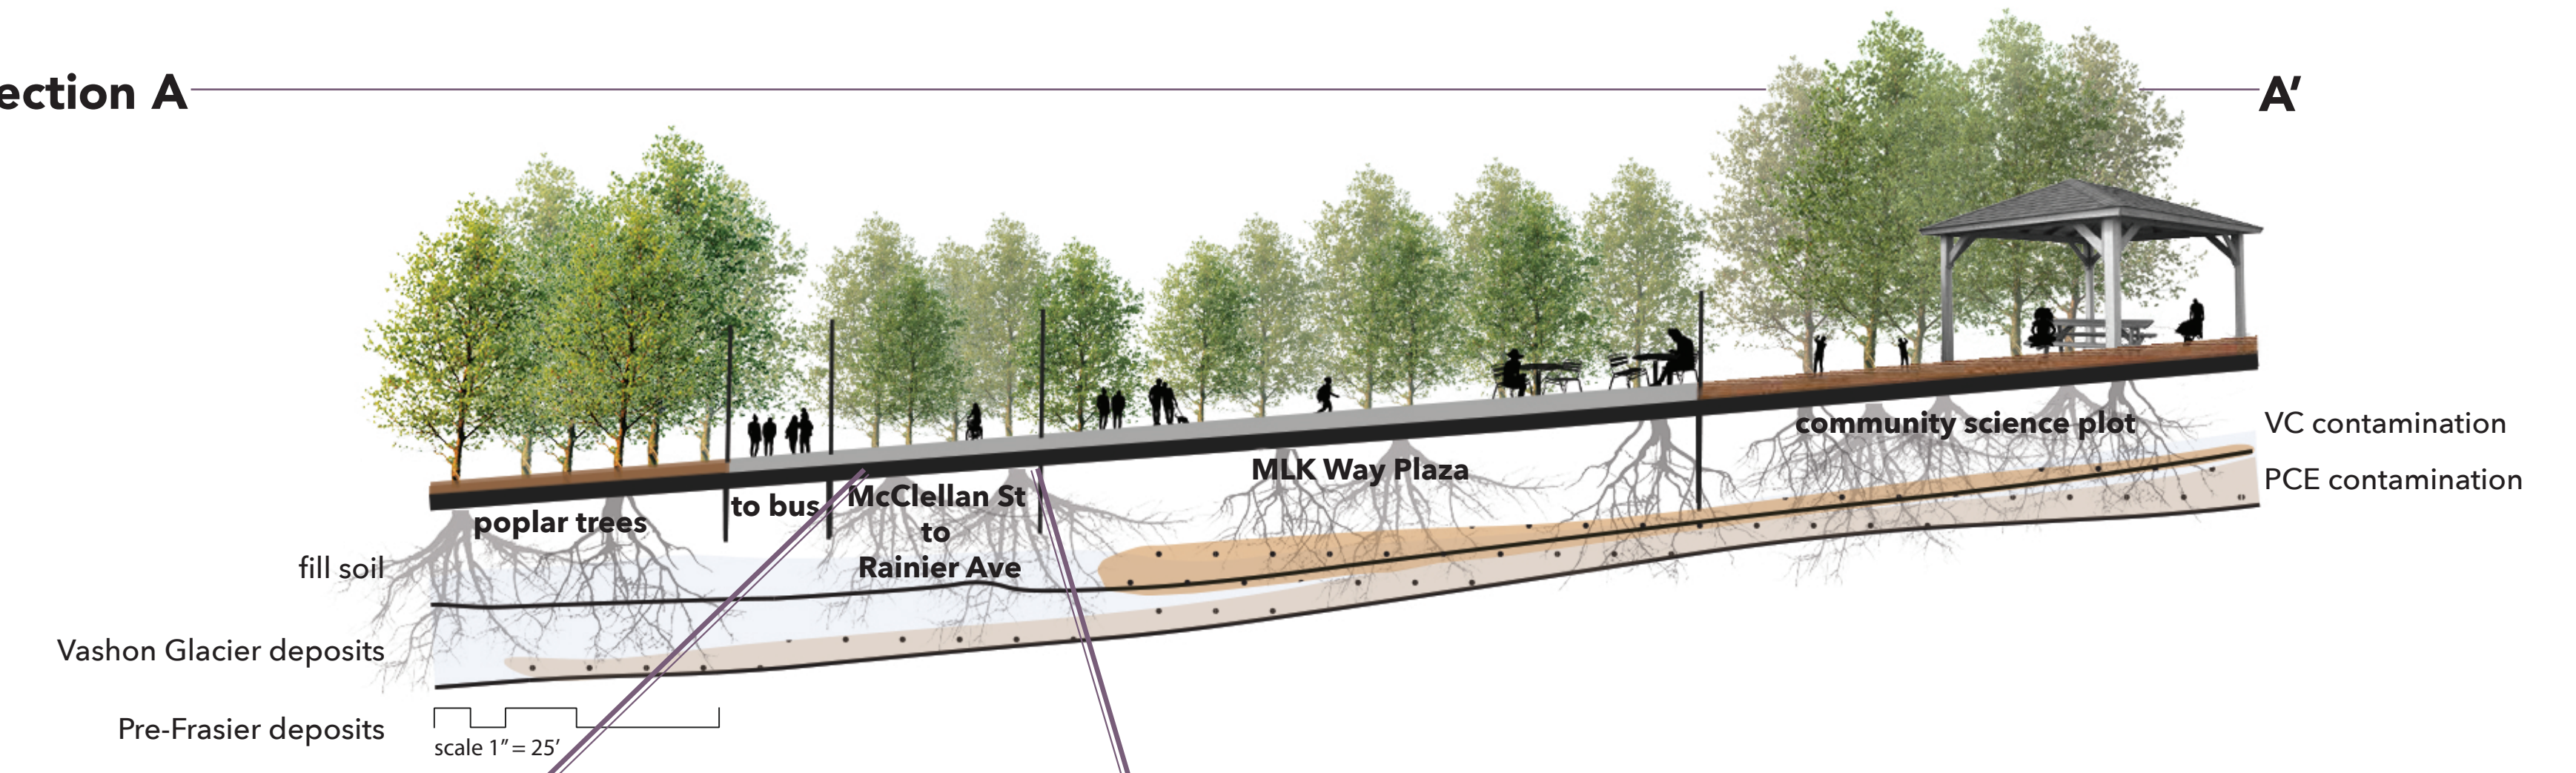 ection A
A′
community science plot
VC contamination
MLK Way Plaza
PCE contamination
to bus
McClellan St
to
Rainier Ave
poplar trees
fill soil
Vashon Glacier deposits
Pre-Frasier deposits
scale 1″= 25′